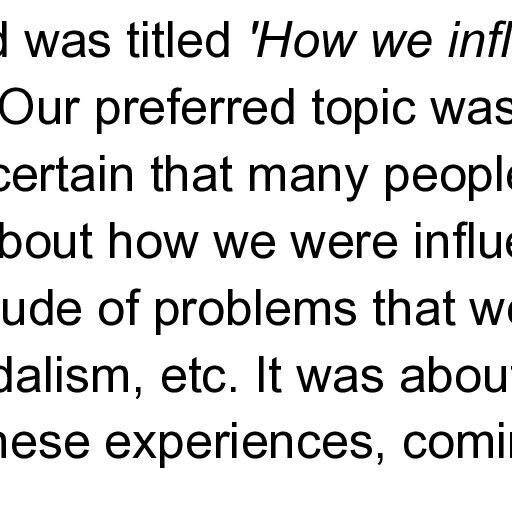 d was titled 'How we infl
Our preferred topic was
certain that many people
bout how we were influe
ude of problems that we
dalism, etc. It was about
hese experiences, comin